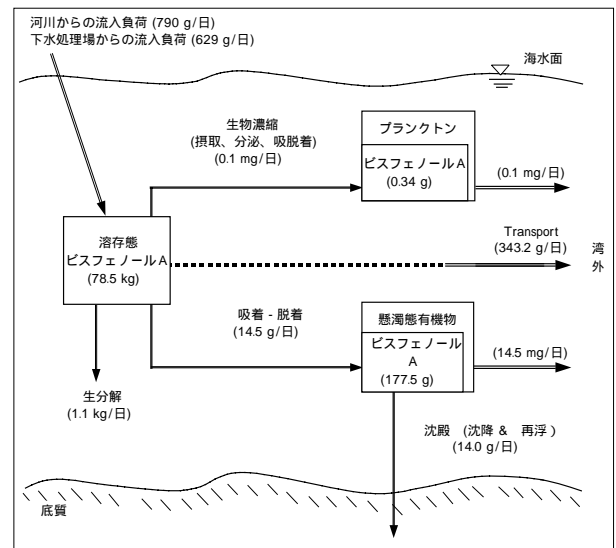 河川からの流入負荷 (790 g/日)
下水処理場からの流入負荷 (629 g/日)
海水面
生物濃縮
(摂取、分泌、吸脱着)
(0.1 mg/日)
プランクトン
ビスフェノールA
(0.34 g)
(0.1 mg/日)
溶存態
ビスフェノールA
(78.5 kg)
Transport
(343.2 g/日)
湾
外
吸着 - 脱着
(14.5 g/日)
懸濁態有機物
ビスフェノール
A
(177.5 g)
(14.5 mg/日)
生分解
(1.1 kg/日)
沈殿 (沈降 & 再浮)
(14.0 g/日)
底質